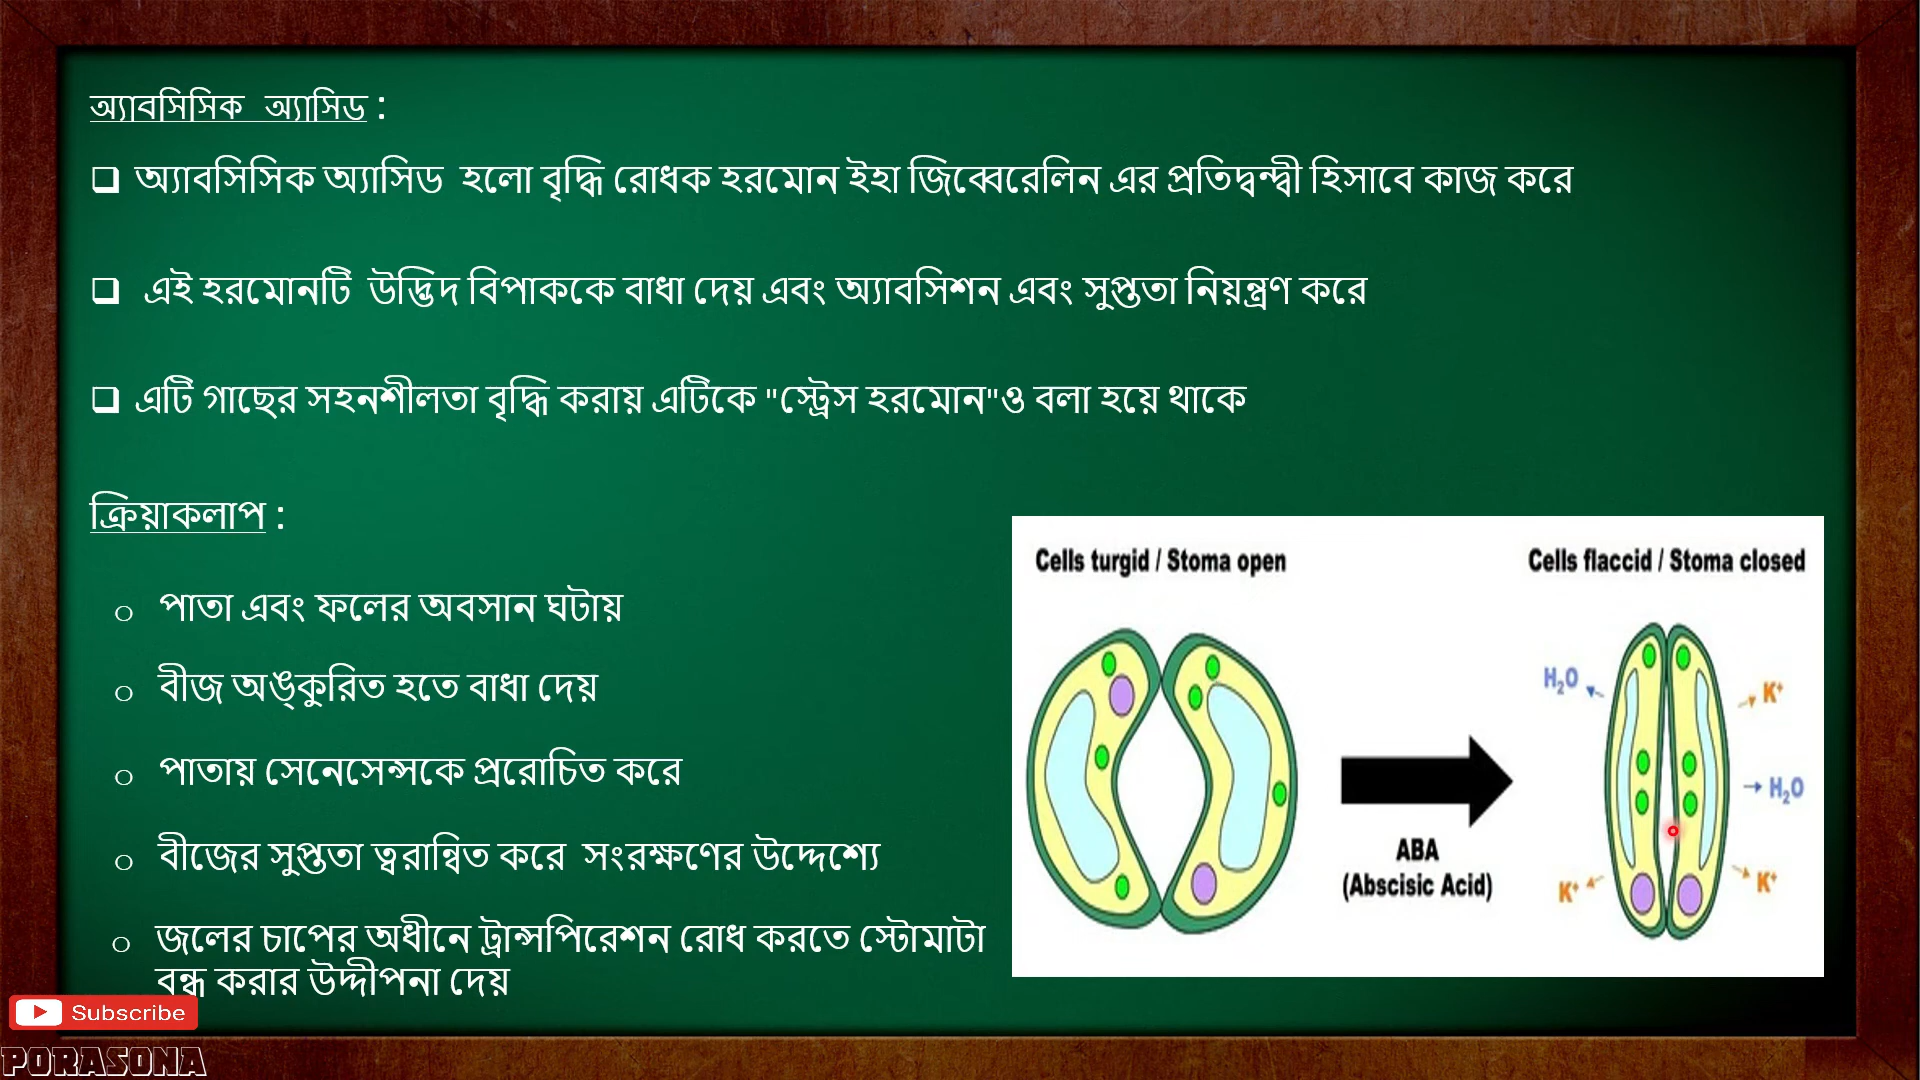 অ্যাবসিসিক অ্যাসিড :
অ্যাবসিসিক অ্যাসিড হলো বৃদ্ধি রোধক হরমোন ইহা জিব্বেরেলিন এর প্রতিদ্বন্দ্বী হিসাবে কাজ করে
এই হরমোনটি উদ্ভিদ বিপাককে বাধা দেয় এবং অ্যাবসিশন এবং সুপ্ততা নিয়ন্ত্রণ করে
এটি গাছের সহনশীলতা বৃদ্ধি করায় এটিকে "স্ট্রেস হরমোন"ও বলা হয়ে থাকে
ক্রিয়াকলাপ :
পাতা এবং ফলের অবসান ঘটায়
বীজ অঙ্কুরিত হতে বাধা দেয়
পাতায় সেনেসেন্সকে প্ররোচিত করে
বীজের সুপ্ততা ত্বরান্বিত করে সংরক্ষণের উদ্দেশ্যে
জলের চাপের অধীনে ট্রান্সপিরেশন রোধ করতে স্টোমাটা
বন্ধ করার উদ্দীপনা দেয়
Cells turgid / Stoma open
Cells flaccid / Stoma closed
H₂O
K⁺
H₂O
ABA
(Abscisic Acid)
K⁺
K⁺
Subscribe
PORASONA